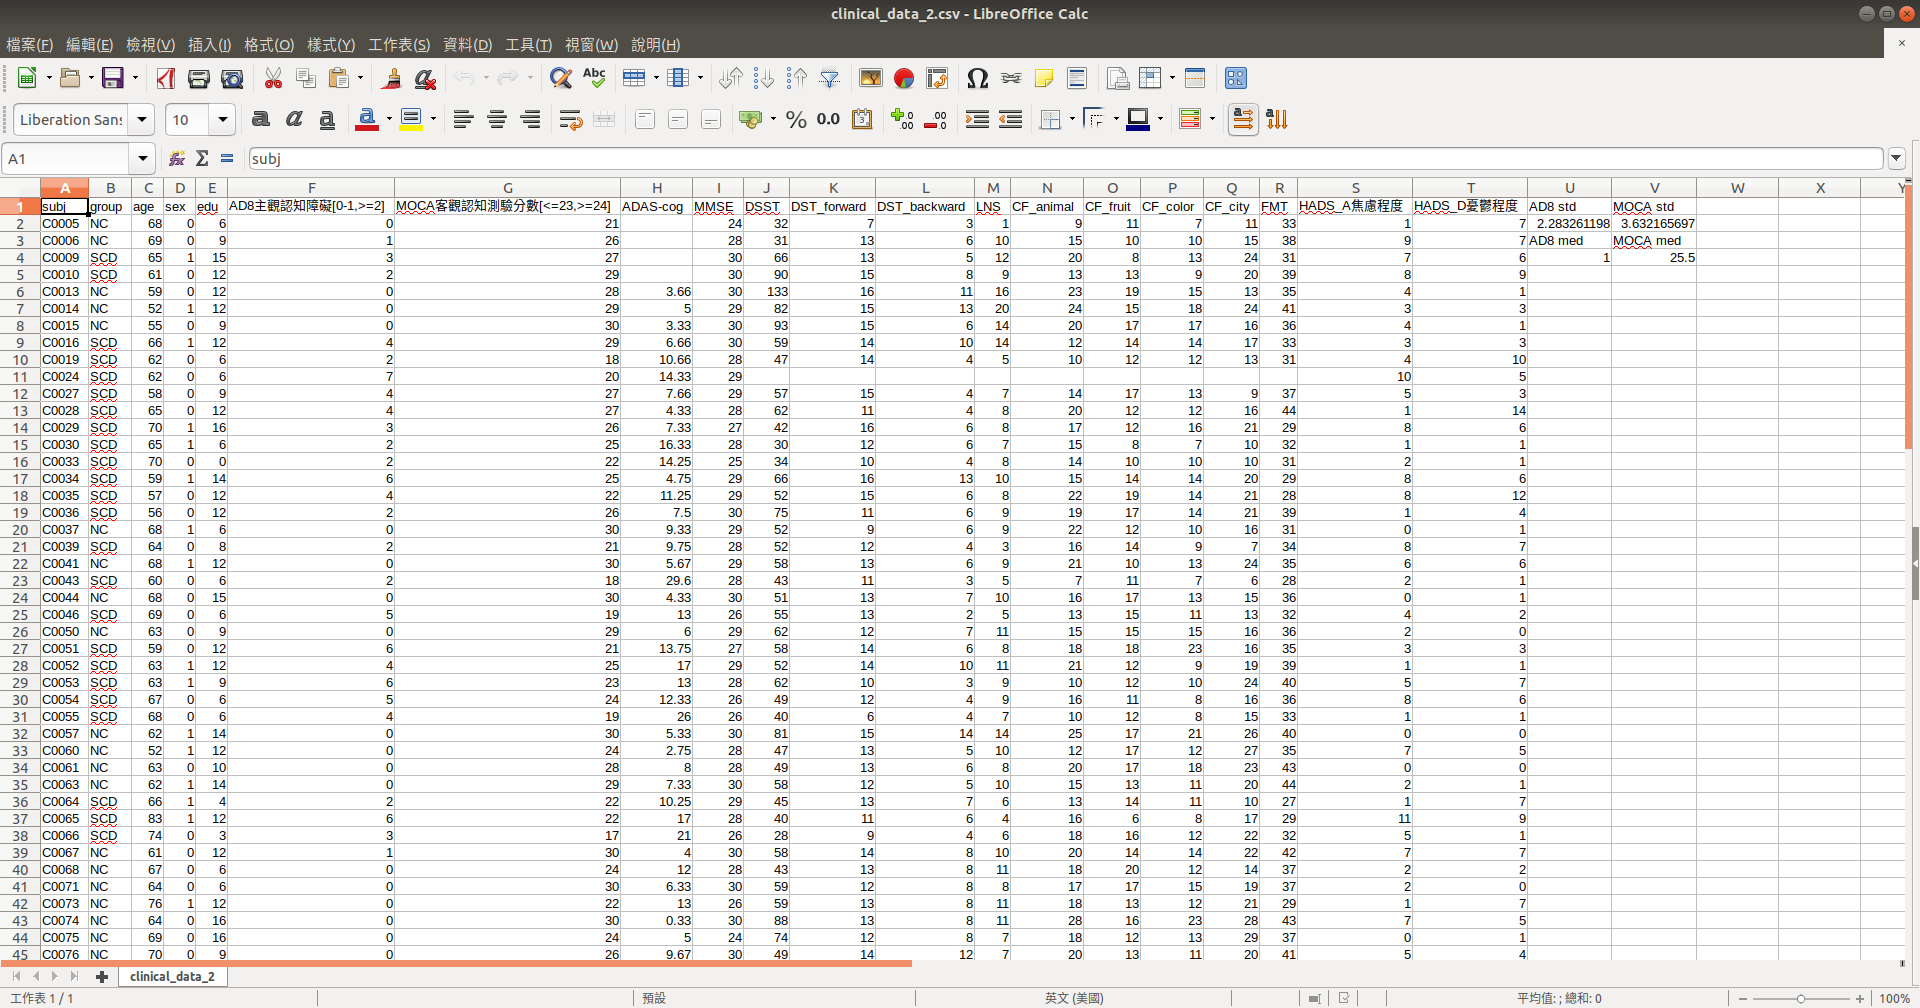 clinical_data_2.csv - LibreOffice Calc
檔案(F) 編輯(E) 檢視(V) 插入(I) 格式(O) 樣式(Y) 工作表(S) 資料(D) 工具(T) 視窗(W) 說明(H)
Liberation Sans 10
A1 subj
A B C D E F G H I J K L M N O P Q R S T U V W X Y
1 subj group age sex edu AD8主觀認知障礙[0-1,>=2] MOCA客觀認知測驗分數[<=23,>=24] ADAS-cog MMSE DSST DST_forward DST_backward LNS CF_animal CF_fruit CF_color CF_city FMT HADS_A焦慮程度 HADS_D憂鬱程度 AD8 std MOCA std
2 C0005 NC 68 0 6 0 21 24 32 7 3 1 9 11 7 11 33 1 7 2.283261198 3.632165697
3 C0006 NC 69 0 9 1 26 28 31 13 6 10 15 10 10 15 38 9 7 AD8 med MOCA med
4 C0009 SCD 65 1 15 3 27 30 66 13 5 12 20 8 13 24 31 7 6 1 25.5
5 C0010 SCD 61 0 12 2 29 30 90 15 8 9 13 13 9 20 39 8 9
6 C0013 NC 59 0 12 0 28 3.66 30 133 16 11 16 23 19 15 13 35 4 1
7 C0014 NC 52 1 12 0 29 5 29 82 15 13 20 24 15 18 24 41 3 3
8 C0015 NC 55 0 9 0 30 3.33 30 93 15 6 14 20 17 17 16 36 4 1
9 C0016 SCD 66 1 12 4 29 6.66 30 59 14 10 14 12 14 14 17 33 3 3
10 C0019 SCD 62 0 6 2 18 10.66 28 47 14 4 5 10 12 12 13 31 4 10
11 C0024 SCD 62 0 6 7 20 14.33 29 10 5
12 C0027 SCD 58 0 9 4 27 7.66 29 57 15 4 7 14 17 13 9 37 5 3
13 C0028 SCD 65 0 12 4 27 4.33 28 62 11 4 8 20 12 12 16 44 1 14
14 C0029 SCD 70 1 16 3 26 7.33 27 42 16 6 8 17 12 16 21 29 8 6
15 C0030 SCD 65 1 6 2 25 16.33 28 30 12 6 7 15 8 7 10 32 1 1
16 C0033 SCD 70 0 0 2 22 14.25 25 34 10 4 8 14 10 10 10 31 2 1
17 C0034 SCD 59 1 14 6 25 4.75 29 66 16 13 10 15 14 14 20 29 8 6
18 C0035 SCD 57 0 12 4 22 11.25 29 52 15 6 8 22 19 14 21 28 8 12
19 C0036 SCD 56 0 12 2 26 7.5 30 75 11 6 9 19 17 14 21 39 1 4
20 C0037 NC 68 1 6 0 30 9.33 29 52 9 6 9 22 12 10 16 31 0 1
21 C0039 SCD 64 0 8 2 21 9.75 28 52 12 4 3 16 14 9 7 34 8 7
22 C0041 NC 68 1 12 0 30 5.67 29 58 13 6 9 21 10 13 24 35 6 6
23 C0043 SCD 60 0 6 2 18 29.6 28 43 11 3 5 7 11 7 6 28 2 1
24 C0044 NC 68 0 15 0 30 4.33 30 51 13 7 10 16 17 13 15 36 0 1
25 C0046 SCD 69 0 6 5 19 13 26 55 13 2 5 13 15 11 13 32 4 2
26 C0050 NC 63 0 9 0 29 6 29 62 12 7 11 15 15 15 16 36 2 0
27 C0051 SCD 59 0 12 6 21 13.75 27 58 14 6 8 18 18 23 16 35 3 3
28 C0052 SCD 63 1 12 4 25 17 29 52 14 10 11 21 12 9 19 39 1 1
29 C0053 SCD 63 1 9 6 23 13 28 62 10 3 9 10 12 10 24 40 5 7
30 C0054 SCD 67 0 6 5 24 12.33 26 49 12 4 9 16 11 8 16 36 8 6
31 C0055 SCD 68 0 6 4 19 26 26 40 6 4 7 10 12 8 15 33 1 1
32 C0057 NC 62 1 14 0 30 5.33 30 81 15 14 14 25 17 21 26 40 0 0
33 C0060 NC 52 1 12 0 24 2.75 28 47 13 5 10 12 17 12 27 35 7 5
34 C0061 NC 63 0 10 0 28 8 28 49 13 6 8 20 17 18 23 43 0 0
35 C0063 NC 62 1 14 0 29 7.33 30 58 12 5 10 15 13 11 20 44 2 1
36 C0064 SCD 66 1 4 2 22 10.25 29 45 13 7 6 13 14 11 10 27 1 7
37 C0065 SCD 83 1 12 6 22 17 28 40 11 6 4 16 6 8 17 29 11 9
38 C0066 SCD 74 0 3 3 17 21 26 28 9 4 6 18 16 12 22 32 5 1
39 C0067 NC 61 0 12 1 30 4 30 58 14 8 10 20 14 14 22 42 7 7
40 C0068 NC 67 0 6 0 24 12 28 43 13 8 11 18 20 12 14 37 2 2
41 C0071 NC 64 0 6 0 30 6.33 30 59 12 8 8 17 17 15 19 37 2 0
42 C0073 NC 76 1 12 0 22 13 26 59 13 8 11 18 13 12 21 29 1 7
43 C0074 NC 64 0 16 0 30 0.33 30 88 13 8 11 28 16 23 28 43 7 5
44 C0075 NC 69 0 16 0 24 5 24 74 12 8 7 18 12 13 29 37 0 1
45 C0076 NC 70 0 9 0 26 9.67 30 49 14 12 7 20 13 11 20 41 5 4
clinical_data_2
工作表 1 / 1 預設 英文 (美國) 平均值: ; 總和: 0 100%